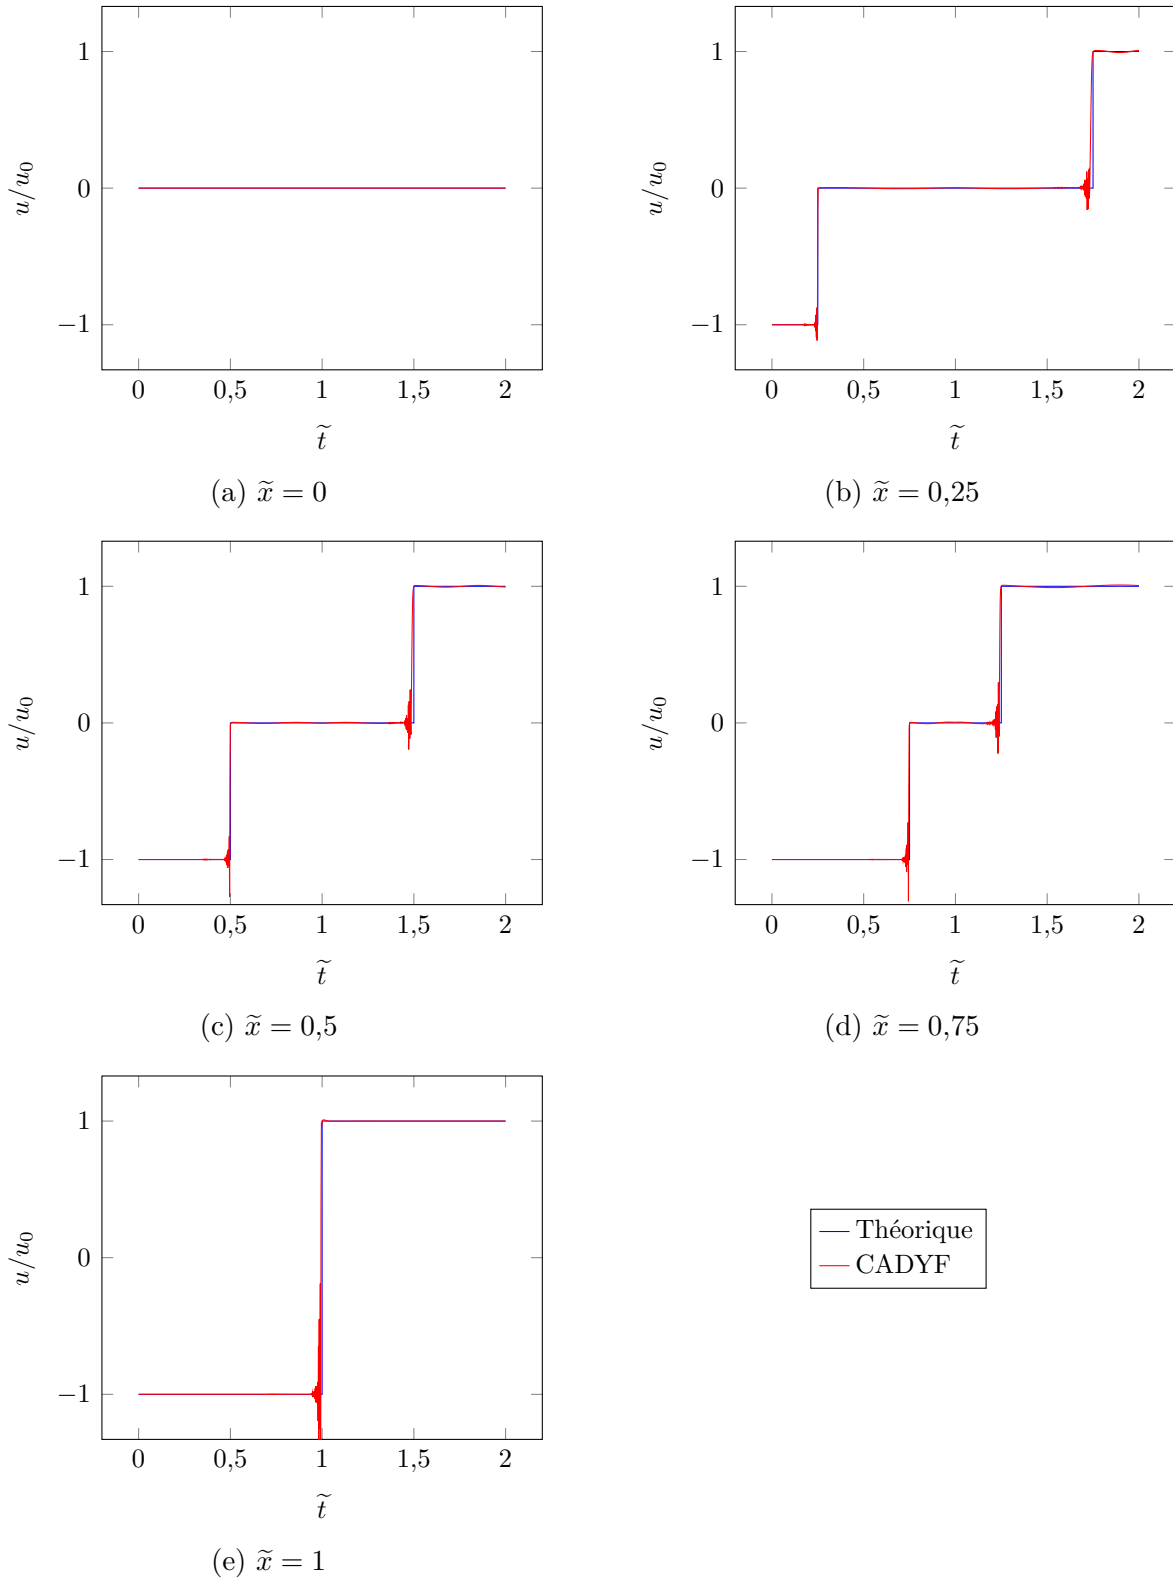 1
0
−1
u/u₀
0 0,5 1 1,5 2
t̃
(a) x̃ = 0
1
0
−1
u/u₀
0 0,5 1 1,5 2
t̃
(b) x̃ = 0,25
1
0
−1
u/u₀
0 0,5 1 1,5 2
t̃
(c) x̃ = 0,5
1
0
−1
u/u₀
0 0,5 1 1,5 2
t̃
(d) x̃ = 0,75
1
0
−1
u/u₀
0 0,5 1 1,5 2
t̃
(e) x̃ = 1
Théorique
CADYF